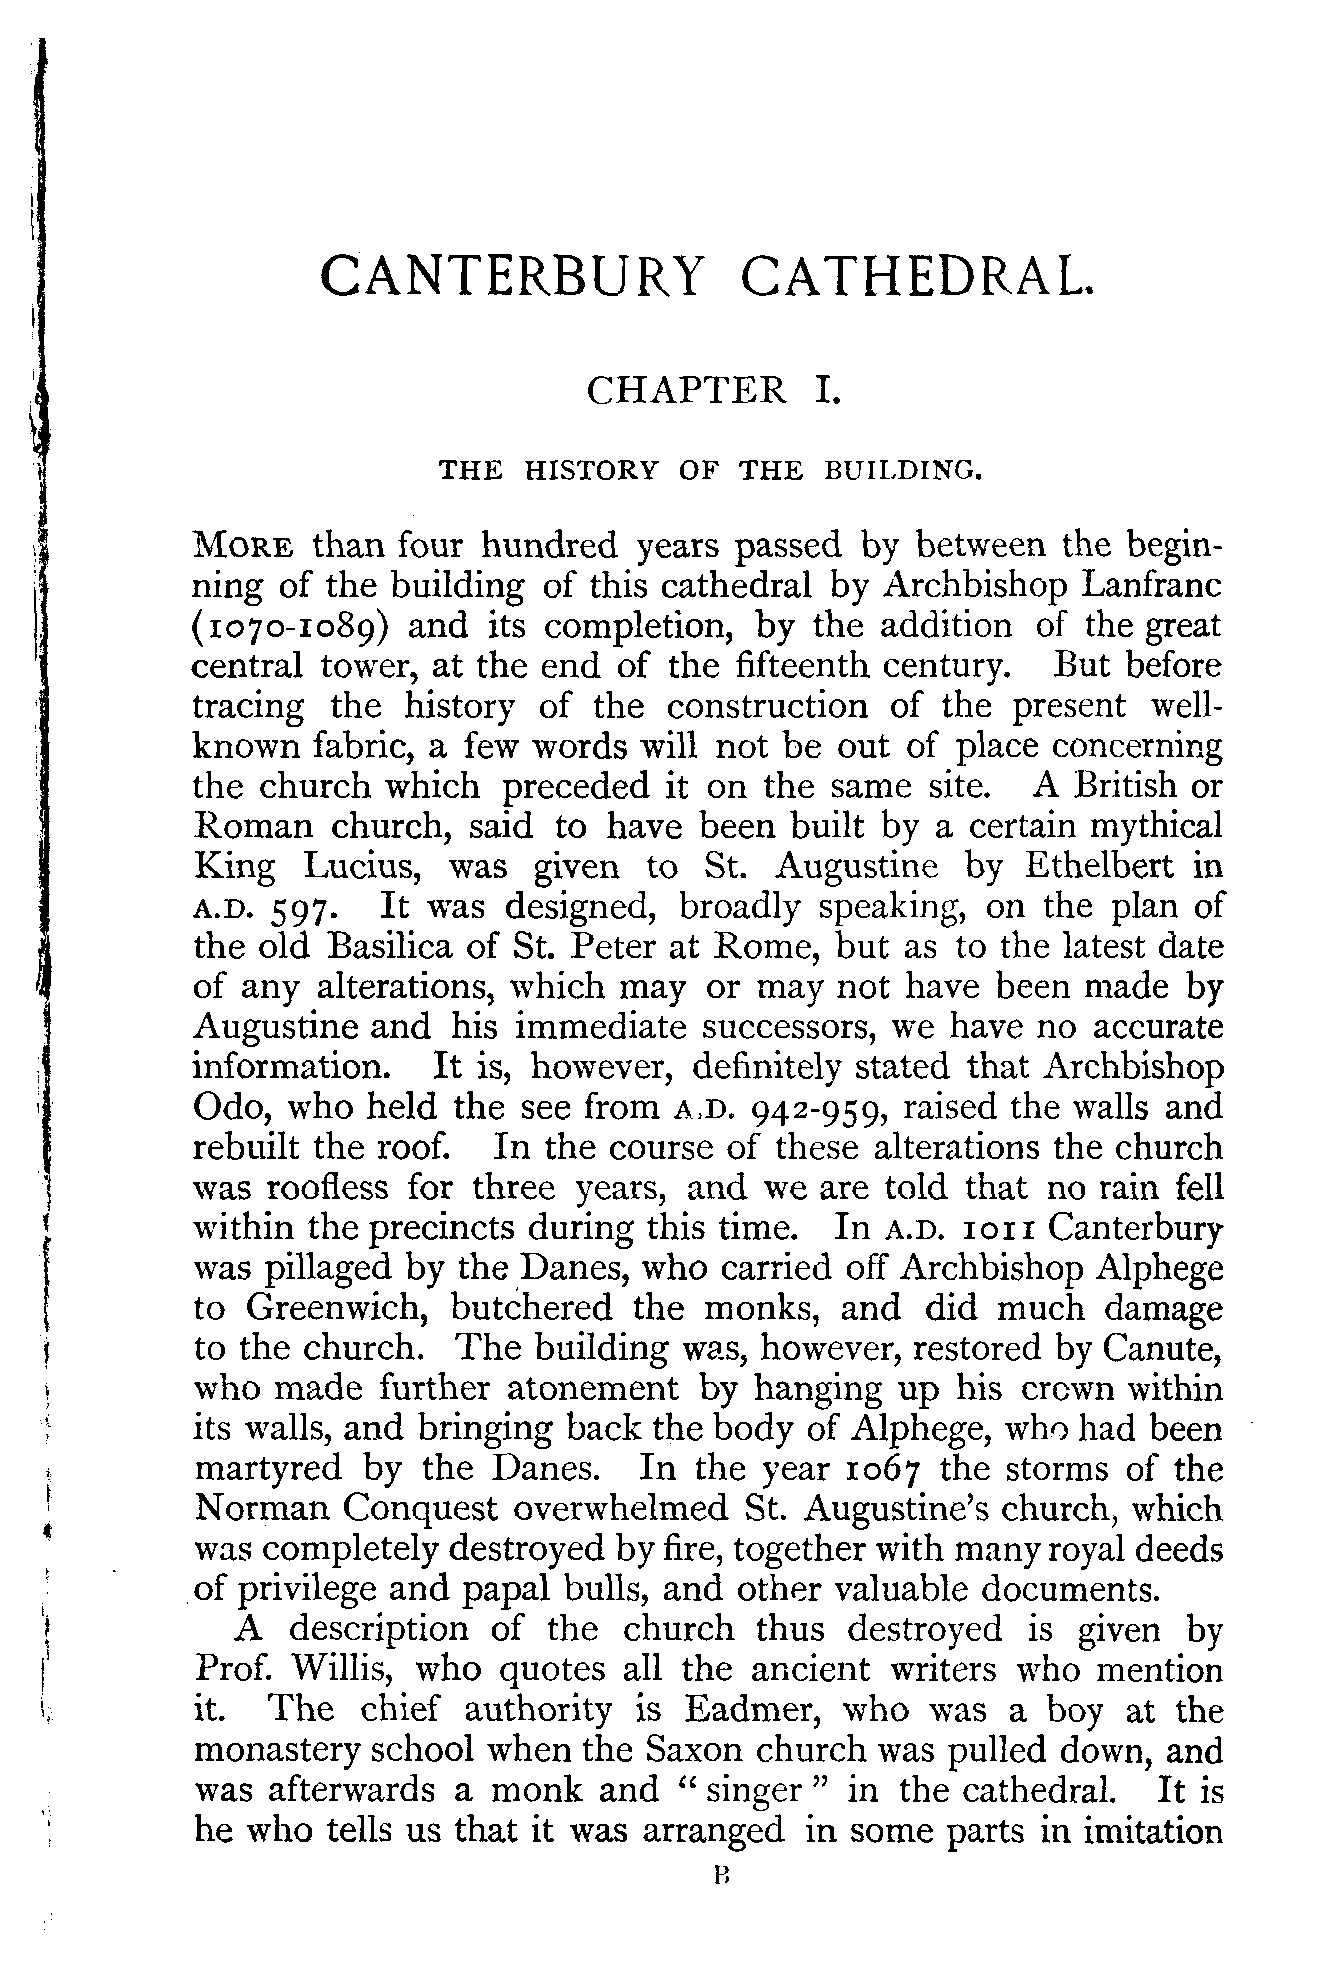 CANTERBURY CATHEDRAL.
CHAPTER I.
THE HISTORY OF THE BUILDING.
MORE than four hundred years passed by between the begin-
ning of the building of this cathedral by Archbishop Lanfranc
(1070-1089) and its completion, by the addition of the great
central tower, at the end of the fifteenth century. But before
tracing the history of the construction of the present well-
known fabric, a few words will not be out of place concerning
the church which preceded it on the same site. A British or
Roman church, said to have been built by a certain mythical
King Lucius, was given to St. Augustine by Ethelbert in
A.D. 597. It was designed, broadly speaking, on the plan of
the old Basilica of St. Peter at Rome, but as to the latest date
of any alterations, which may or may not have been made by
Augustine and his immediate successors, we have no accurate
information. It is, however, definitely stated that Archbishop
Odo, who held the see from A.D. 942-959, raised the walls and
rebuilt the roof. In the course of these alterations the church
was roofless for three years, and we are told that no rain fell
within the precincts during this time. In A.D. 1011 Canterbury
was pillaged by the Danes, who carried off Archbishop Alphege
to Greenwich, butchered the monks, and did much damage
to the church. The building was, however, restored by Canute,
who made further atonement by hanging up his crown within
its walls, and bringing back the body of Alphege, who had been
martyred by the Danes. In the year 1067 the storms of the
Norman Conquest overwhelmed St. Augustine's church, which
was completely destroyed by fire, together with many royal deeds
of privilege and papal bulls, and other valuable documents.
A description of the church thus destroyed is given by
Prof. Willis, who quotes all the ancient writers who mention
it. The chief authority is Eadmer, who was a boy at the
monastery school when the Saxon church was pulled down, and
was afterwards a monk and “ singer ” in the cathedral. It is
he who tells us that it was arranged in some parts in imitation
B